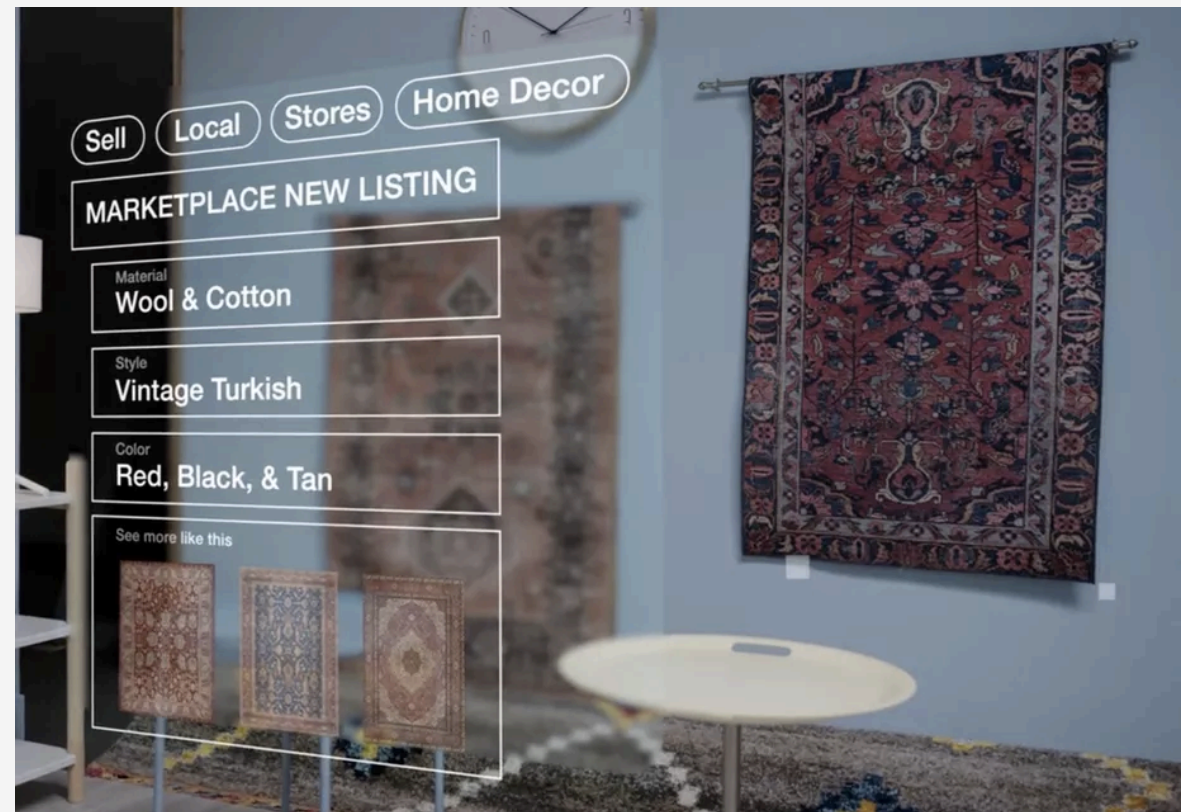 Sell Local Stores Home Decor
MARKETPLACE NEW LISTING
Material
Wool & Cotton
Style
Vintage Turkish
Color
Red, Black, & Tan
See more like this